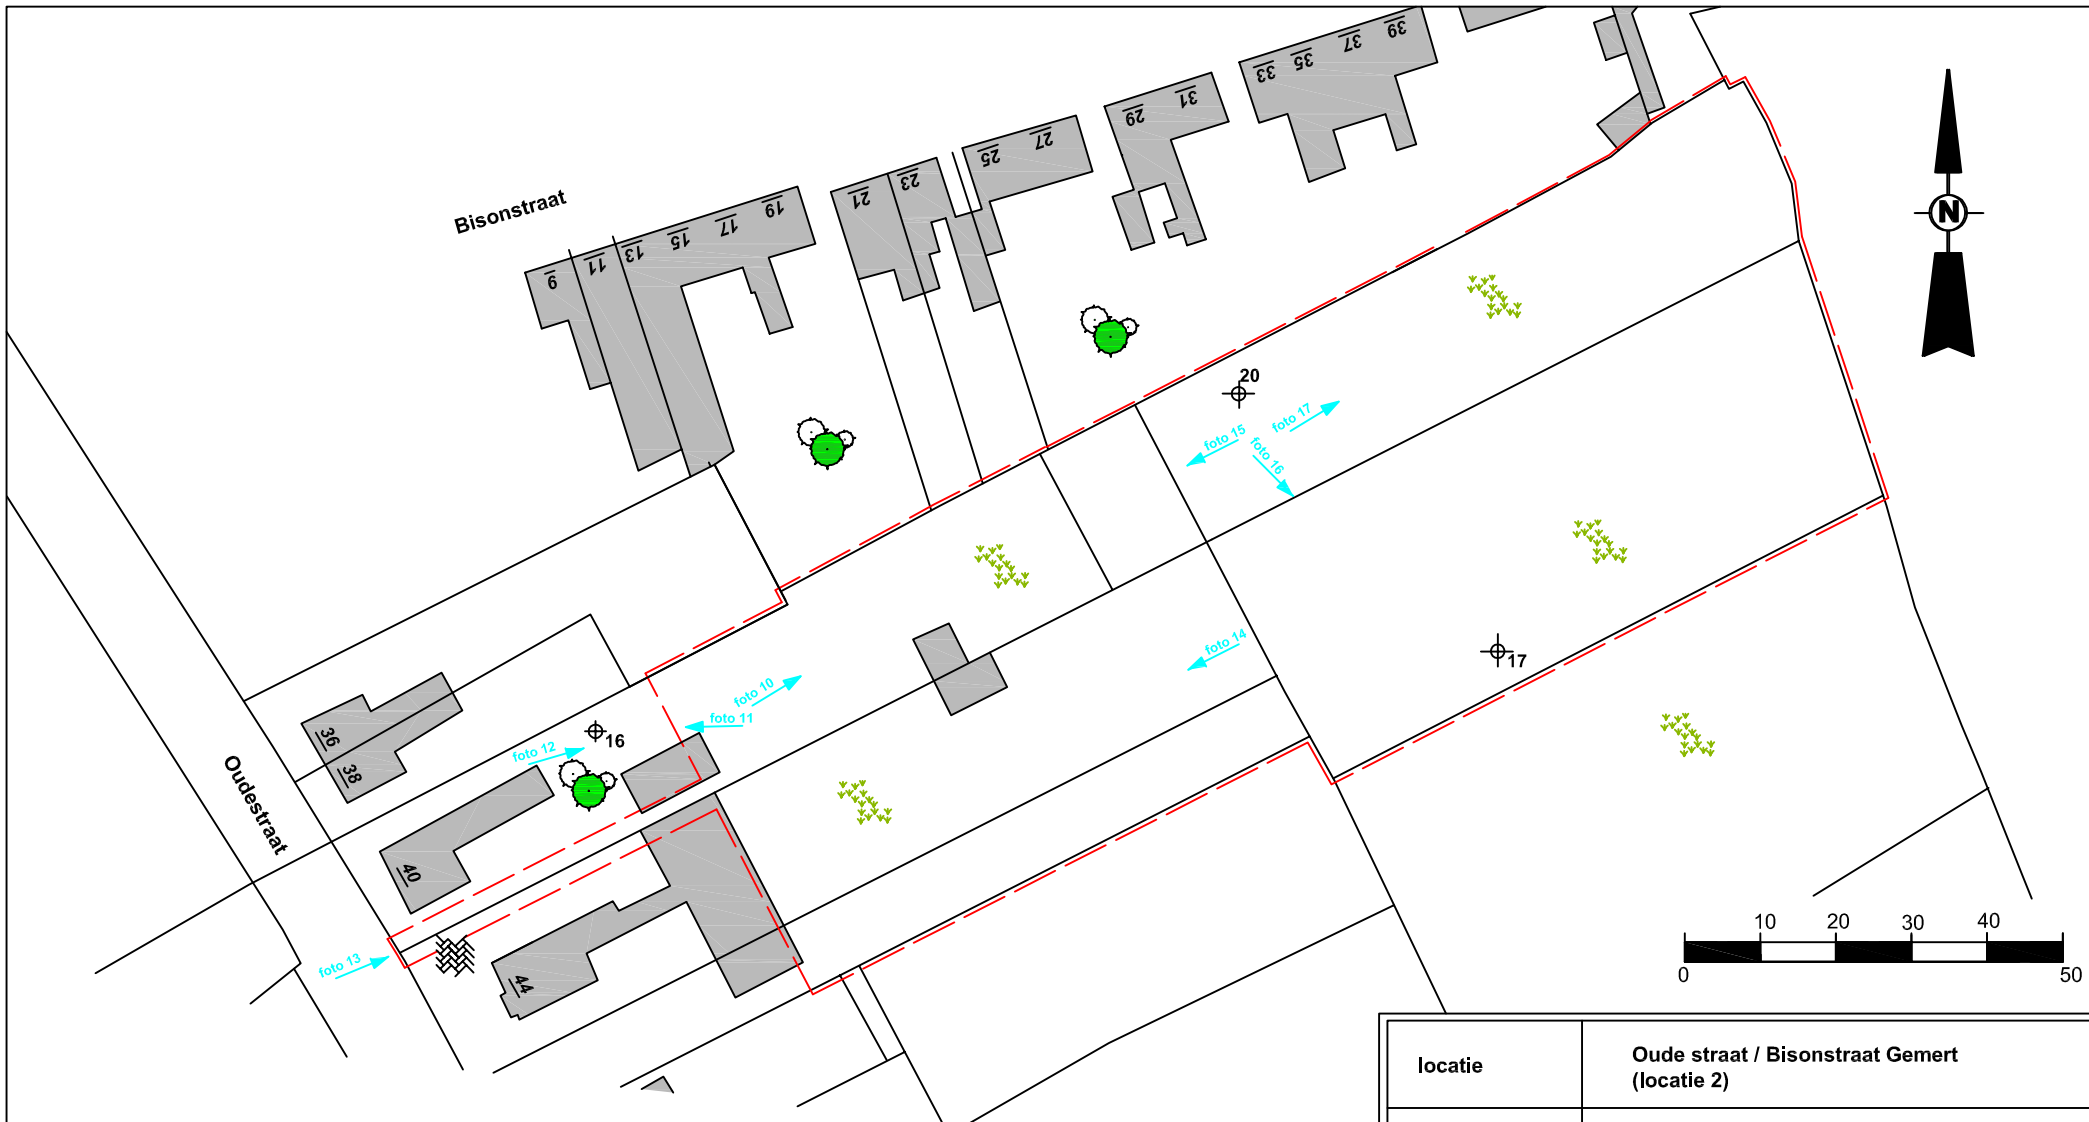 Bisonstraat
9
11
13
15
17
19
21
23
25
27
29
31
33
35
37
39
N
20
foto 15
foto 16
foto 17
foto 14
17
foto 10
foto 11
foto 12
16
36
38
Oudestraat
40
foto 13
44
10 20 30 40
0 50
locatie
Oude straat / Bisonstraat Gemert
(locatie 2)